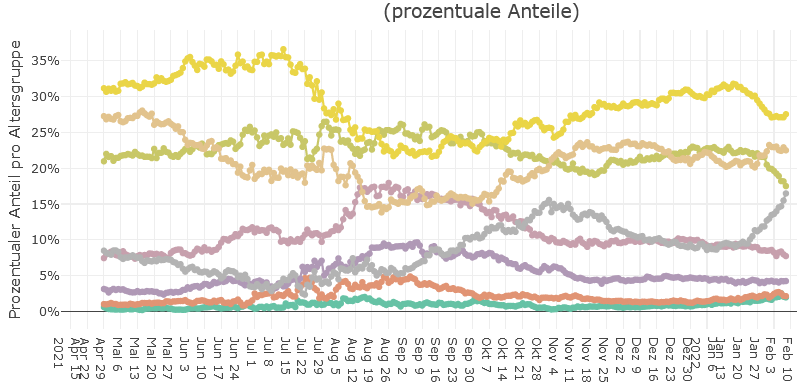 (prozentuale Anteile)
Prozentualer Anteil pro Altersgruppe
35%
30%
25%
20%
15%
10%
5%
0%
Apr 15
2021
Apr 22
Apr 29
Mai 6
Mai 13
Mai 20
Mai 27
Jun 3
Jun 10
Jun 17
Jun 24
Jul 1
Jul 8
Jul 15
Jul 22
Jul 29
Aug 5
Aug 12
Aug 19
Aug 26
Sep 2
Sep 9
Sep 16
Sep 23
Sep 30
Okt 7
Okt 14
Okt 21
Okt 28
Nov 4
Nov 11
Nov 18
Nov 25
Dez 2
Dez 9
Dez 16
Dez 23
Dez 30
2022
Jan 6
Jan 13
Jan 20
Jan 27
Feb 3
Feb 10